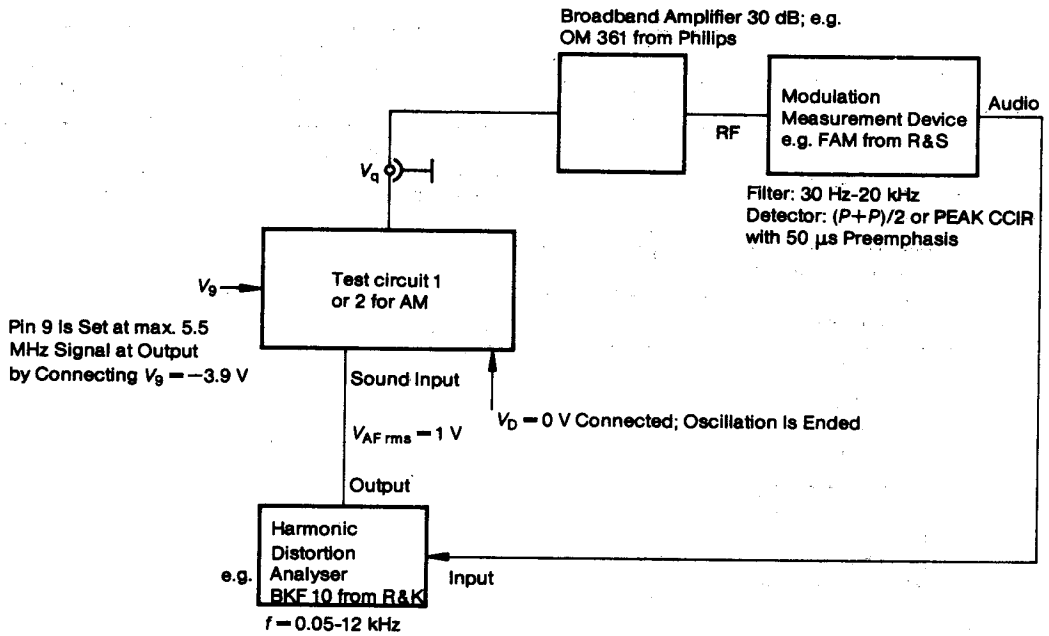 Broadband Amplifier 30 dB; e.g.
OM 361 from Philips
Modulation
Measurement Device
e.g. FAM from R&S
Audio
RF
Vq
Filter: 30 Hz-20 kHz
Detector: (P+P)/2 or PEAK CCIR
with 50 µs Preemphasis
Test circuit 1
or 2 for AM
V9
Pin 9 Is Set at max. 5.5
MHz Signal at Output
by Connecting V9 = −3.9 V
Sound Input
VD = 0 V Connected; Oscillation Is Ended
VAF rms = 1 V
Output
Harmonic
Distortion
e.g. Analyser
BKF 10 from R&K
Input
f = 0.05-12 kHz